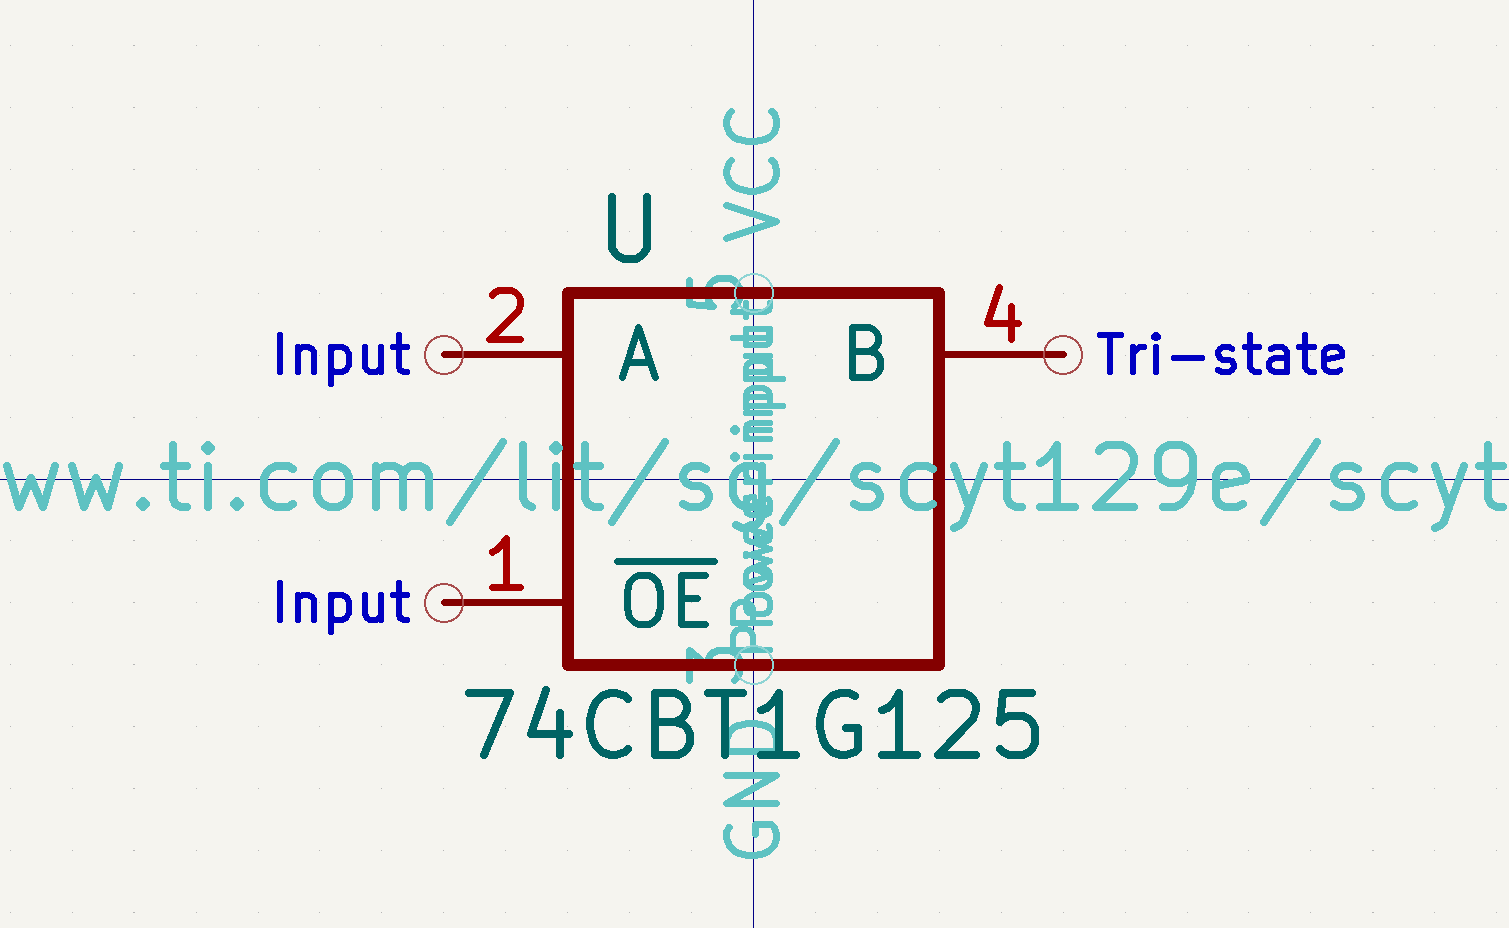 VCC
U
5
2
4
Input
A
B
Tri-state
Power input
ww.ti.com/lit/sg/scyt129e/scyt
1
Input
OE
Power input
3
74CBT1G125
GND